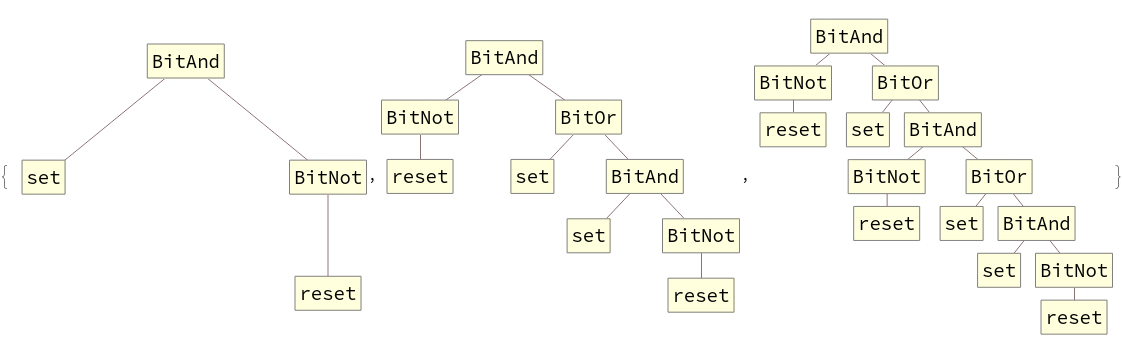 {
BitAnd
set BitNot
reset
,
BitAnd
BitNot BitOr
reset set BitAnd
set BitNot
reset
,
BitAnd
BitNot BitOr
reset set BitAnd
BitNot BitOr
reset set BitAnd
set BitNot
reset
}